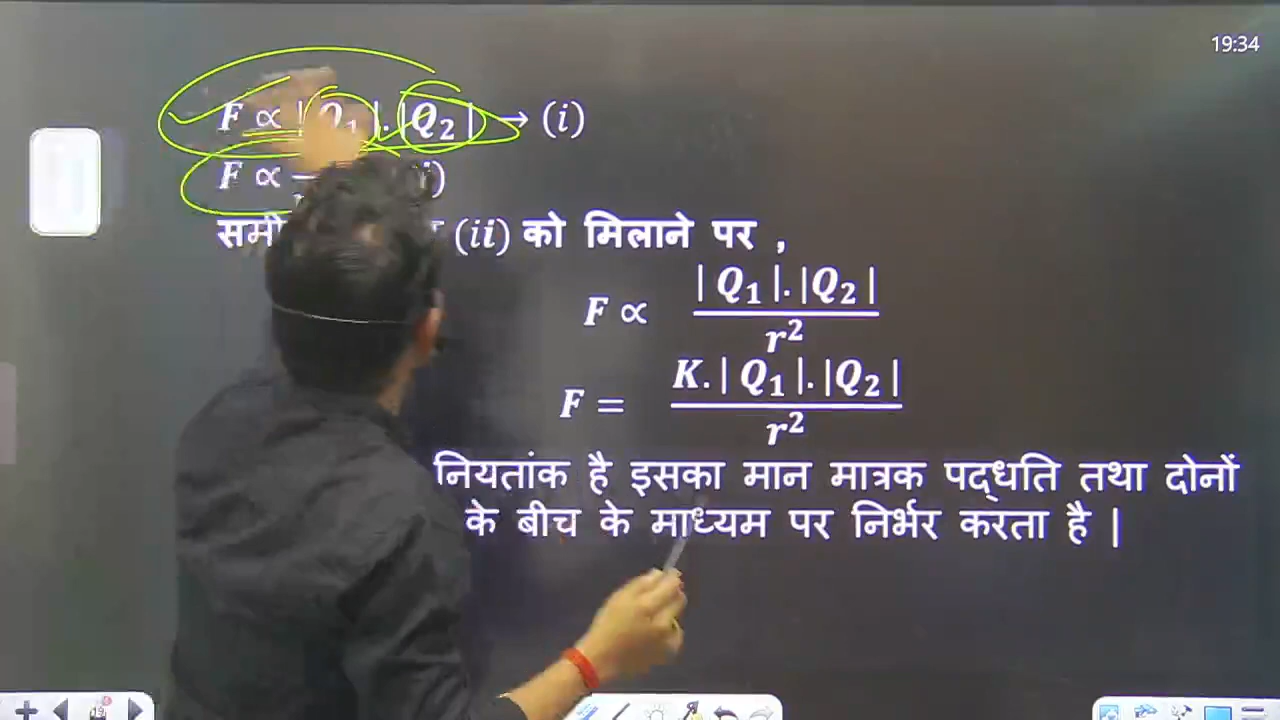 19:34
F ∝ |Q₁|.|Q₂| → (i)
F ∝
(ii) को मिलाने पर ,
F ∝ | Q₁ |.|Q₂ | / r²
F = K.| Q₁ |.|Q₂ | / r²
नियतांक है इसका मान मात्रक पद्धति तथा दोनों
के बीच के माध्यम पर निर्भर करता है |